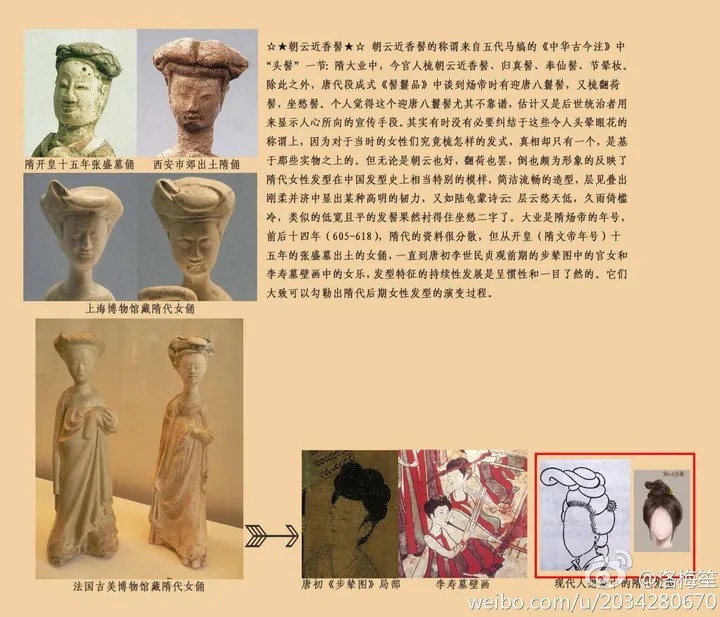 ☆★朝云近香髻★☆ 朝云近香髻的称谓来自五代马缟的《中华古今注》中
“头髻”一节: 隋大业中，令宫人梳朝云近香髻、归真髻、奉仙髻、节晕妆。
除此之外，唐代段成式《髻鬟品》中谈到炀帝时有迎唐八鬟髻，又梳翻荷
髻，坐愁髻。个人觉得这个迎唐八鬟髻尤其不靠谱，估计又是后世统治者用
来显示人心所向的宣传手段。其实有时没有必要纠结于这些令人头晕眼花的
称谓上，因为对于当时的女性们究竟梳怎样的发式，真相却只有一个，是基
于那些实物之上的。但无论是朝云也好，翻荷也罢，倒也颇为形象的反映了
隋代女性发型在中国发型史上相当特别的模样，简洁流畅的造型，层见叠出
刚柔并济中显出某种高明的韧力，又如陆龟蒙诗云: 层云愁天低，久雨倚槛
冷，类似的低宽且平的发髻果然衬得住坐愁二字了。大业是隋炀帝的年号，
前后十四年（605-618），隋代的资料很分散，但从开皇（隋文帝年号）十
五年的张盛墓出土的女俑，一直到唐初李世民贞观前期的步辇图中的宫女和
李寿墓壁画中的女乐，发型特征的持续性发展是呈惯性和一目了然的。它们
大致可以勾勒出隋代后期女性发型的演变过程。
隋开皇十五年张盛墓俑
西安市郊出土隋俑
上海博物馆藏隋代女俑
法国吉美博物馆藏隋代女俑
唐初《步辇图》局部
李寿墓壁画
现代人
中的隋
@洛梅笙
weibo.com/u/2034280670